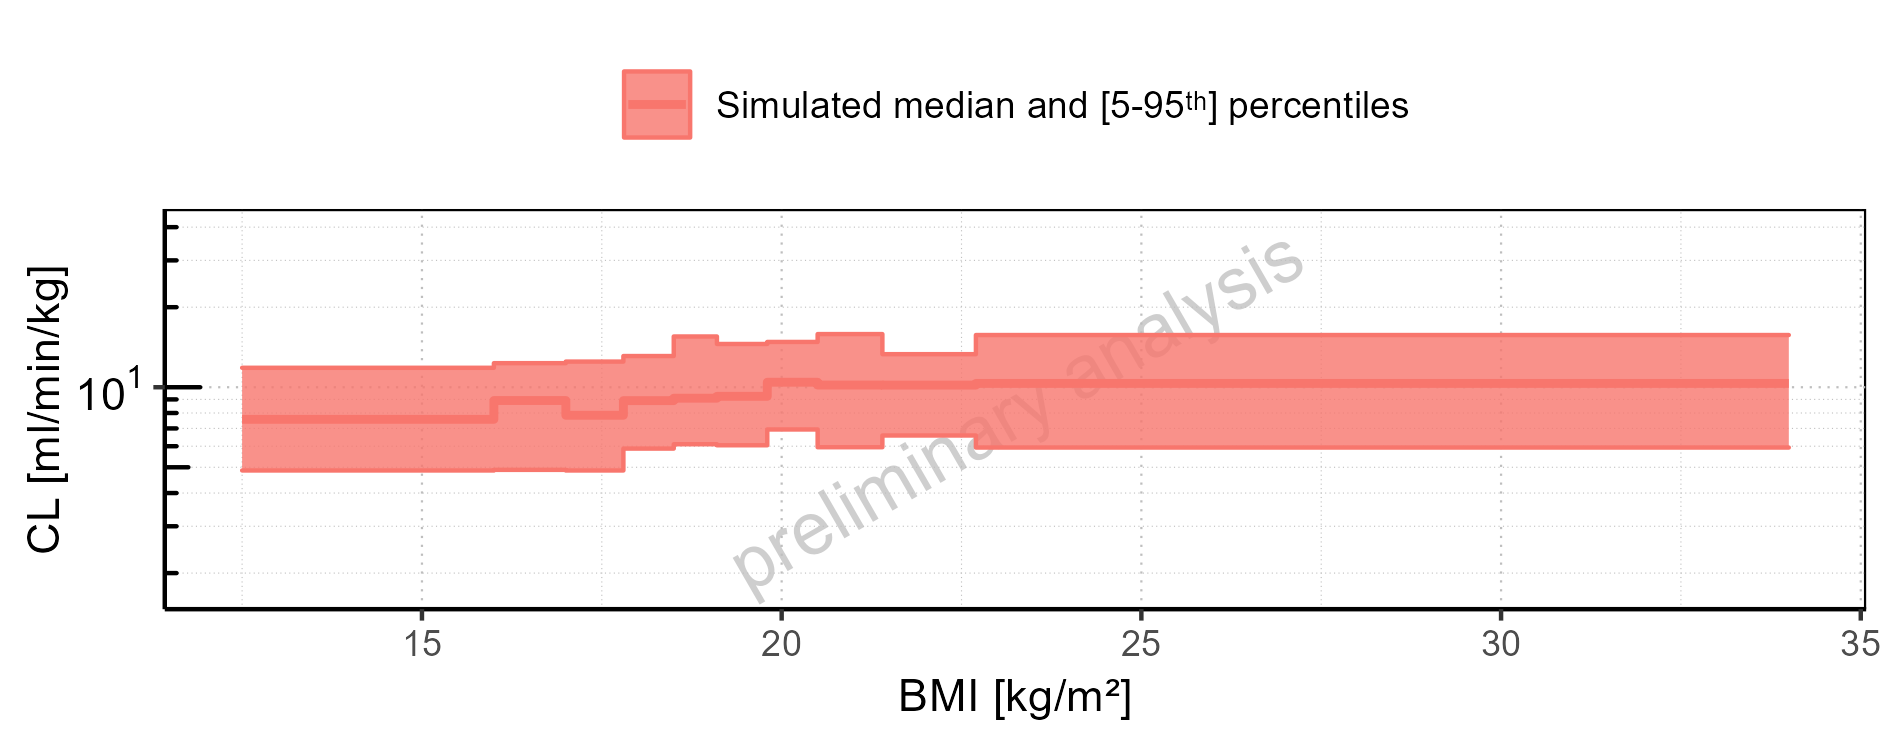 Simulated median and [5-95ᵗʰ] percentiles
CL [ml/min/kg]
10¹
preliminary analysis
15 20 25 30 35
BMI [kg/m²]